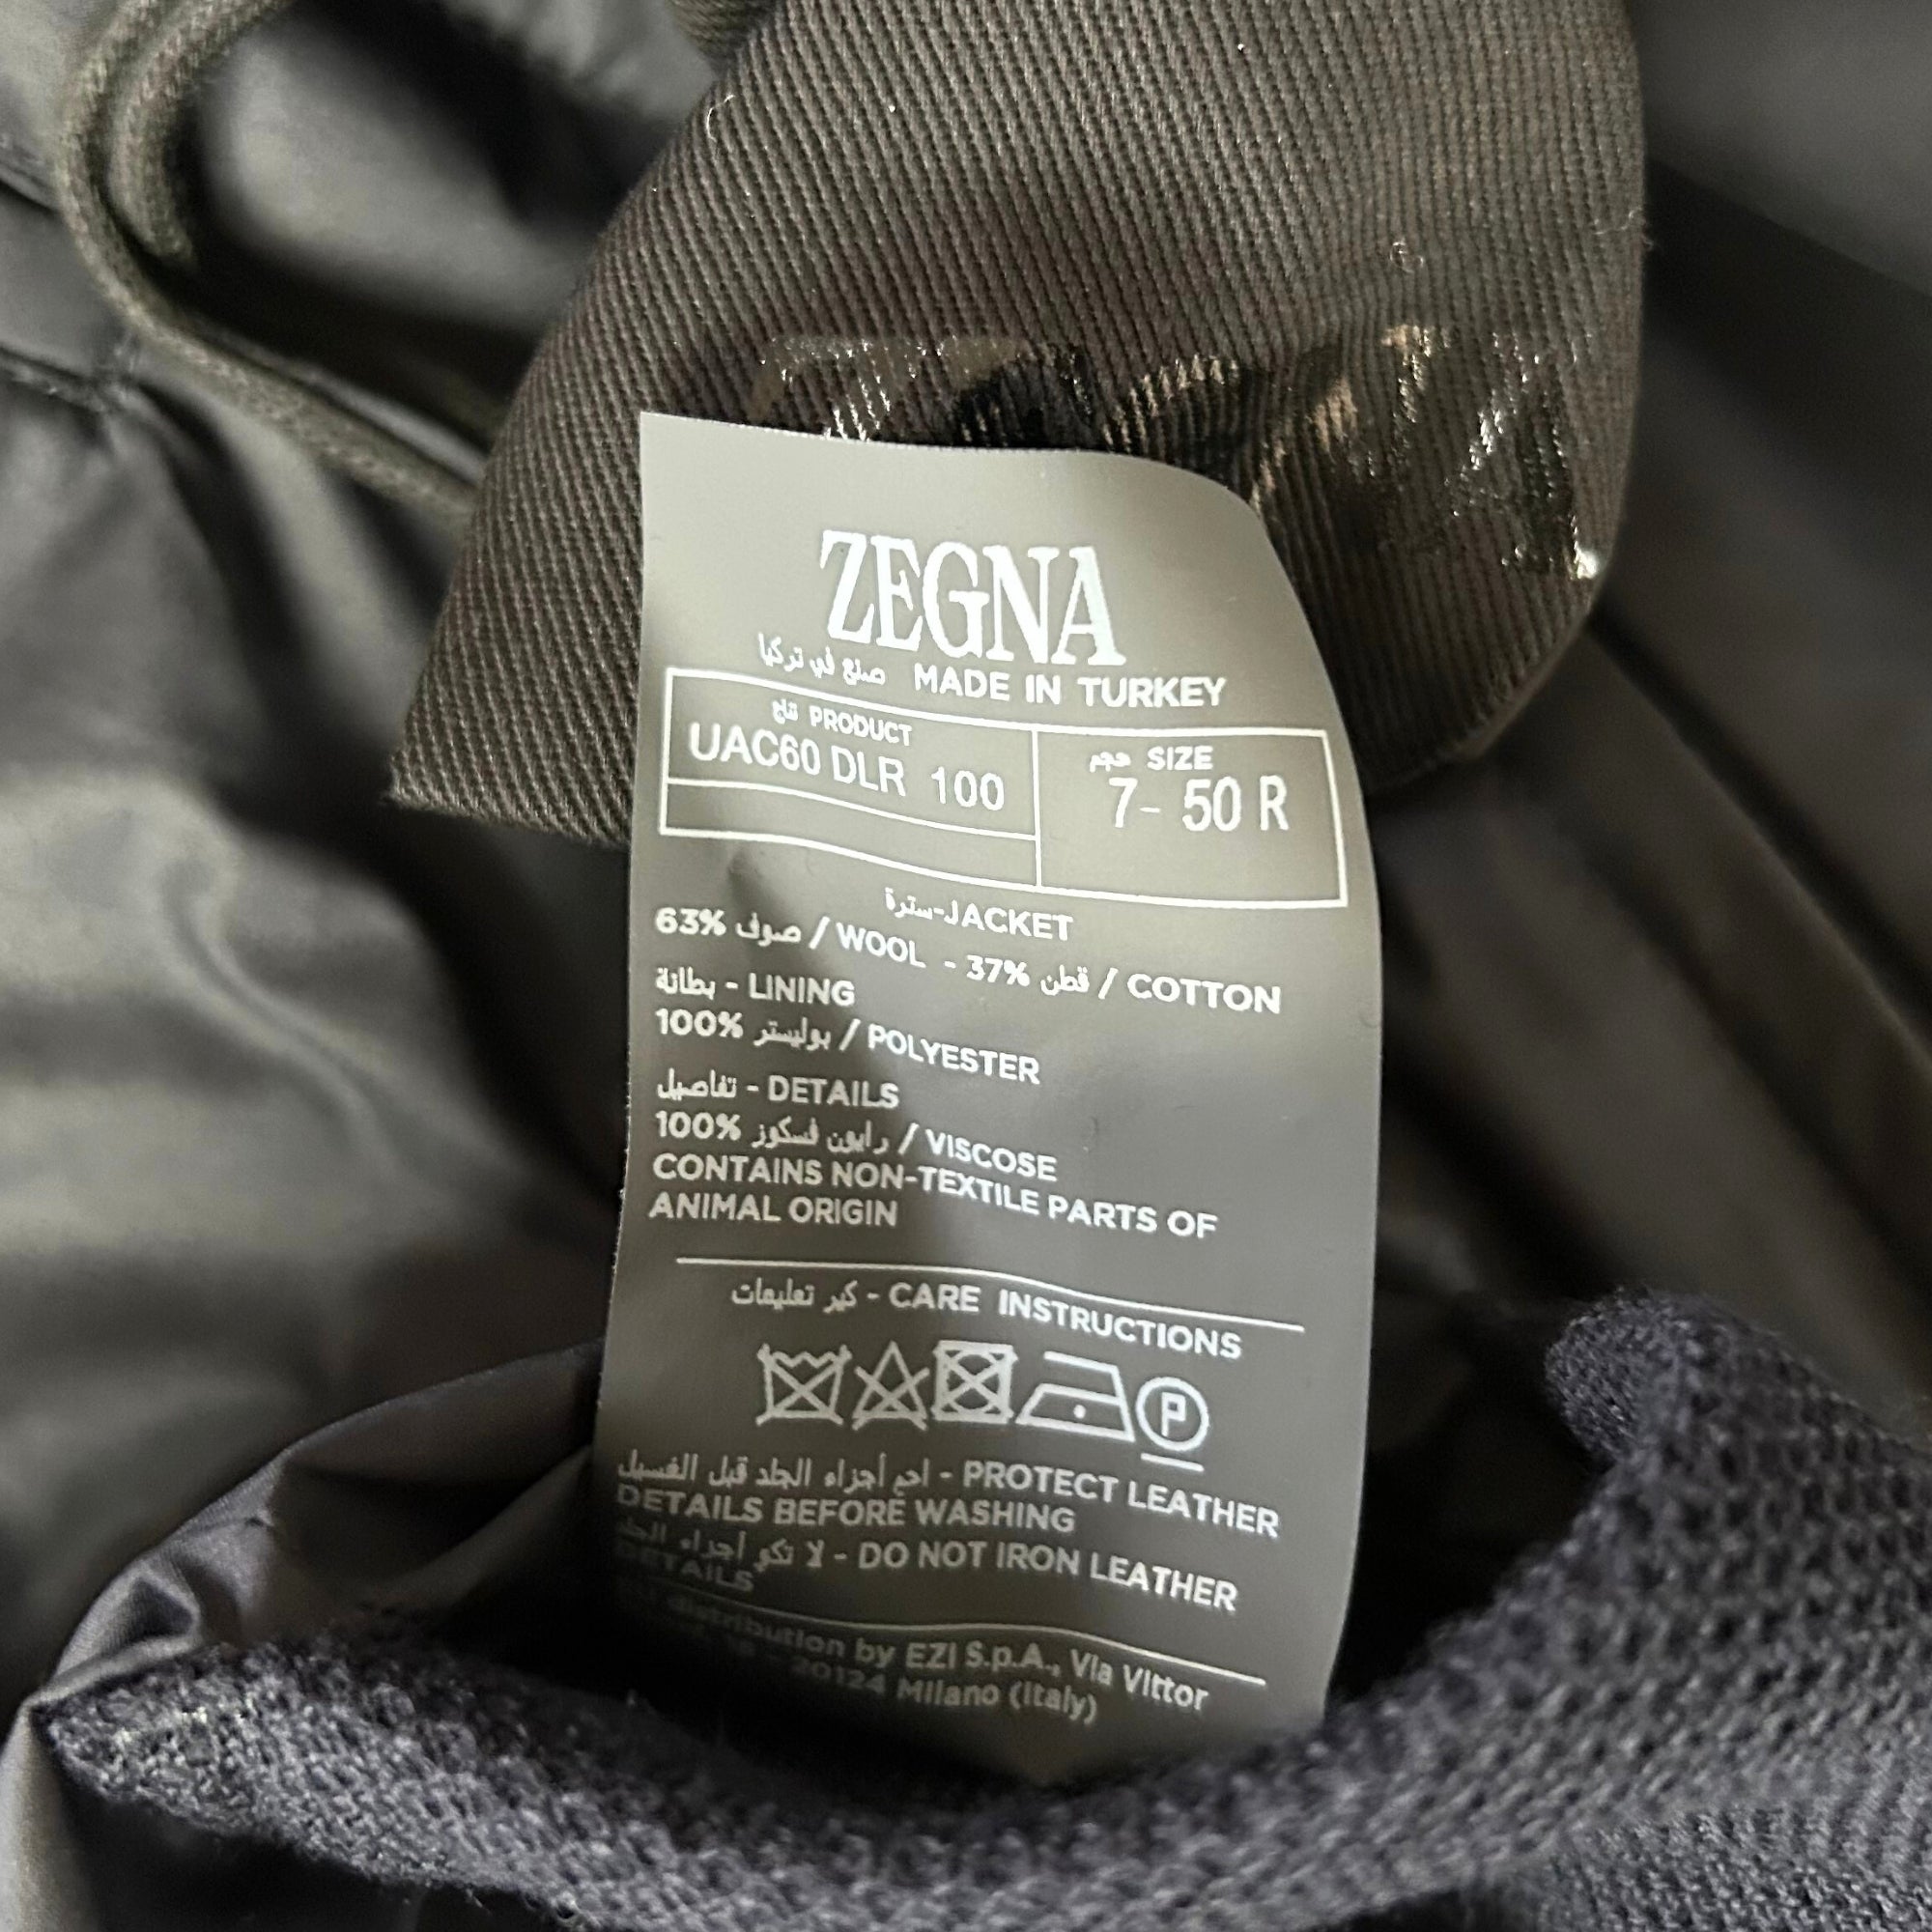 ZEGNA
صنع في تركيا MADE IN TURKEY
نتاج PRODUCT
UAC60 DLR 100
حجم SIZE
7- 50 R
سترة-JACKET
63% صوف / WOOL - 37% قطن / COTTON
بطانة - LINING
100% بوليستر / POLYESTER
تفاصيل - DETAILS
100% رايون فسكوز / VISCOSE
CONTAINS NON-TEXTILE PARTS OF
ANIMAL ORIGIN
كير تعليمات - CARE INSTRUCTIONS
P
احم أجزاء الجلد قبل الغسيل - PROTECT LEATHER
DETAILS BEFORE WASHING
لا تكو أجزاء - DO NOT IRON LEATHER
DETAILS
distribution by EZI S.p.A., Via Vittor
20124 Milano (Italy)